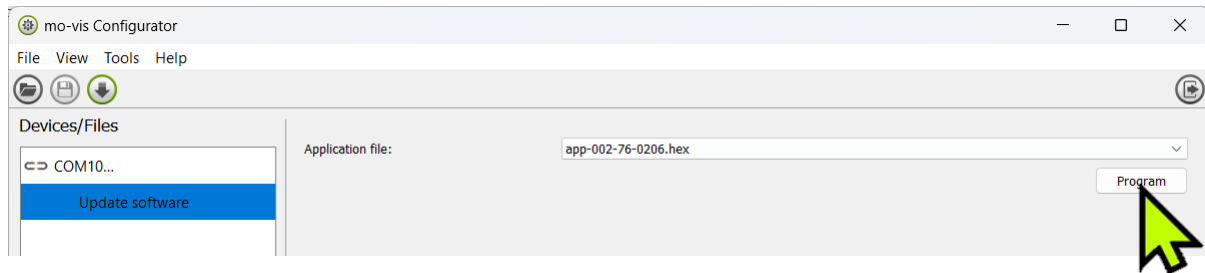 mo-vis Configurator
File View Tools Help
Devices/Files
Application file:
app-002-76-0206.hex
COM10...
Program
Update software